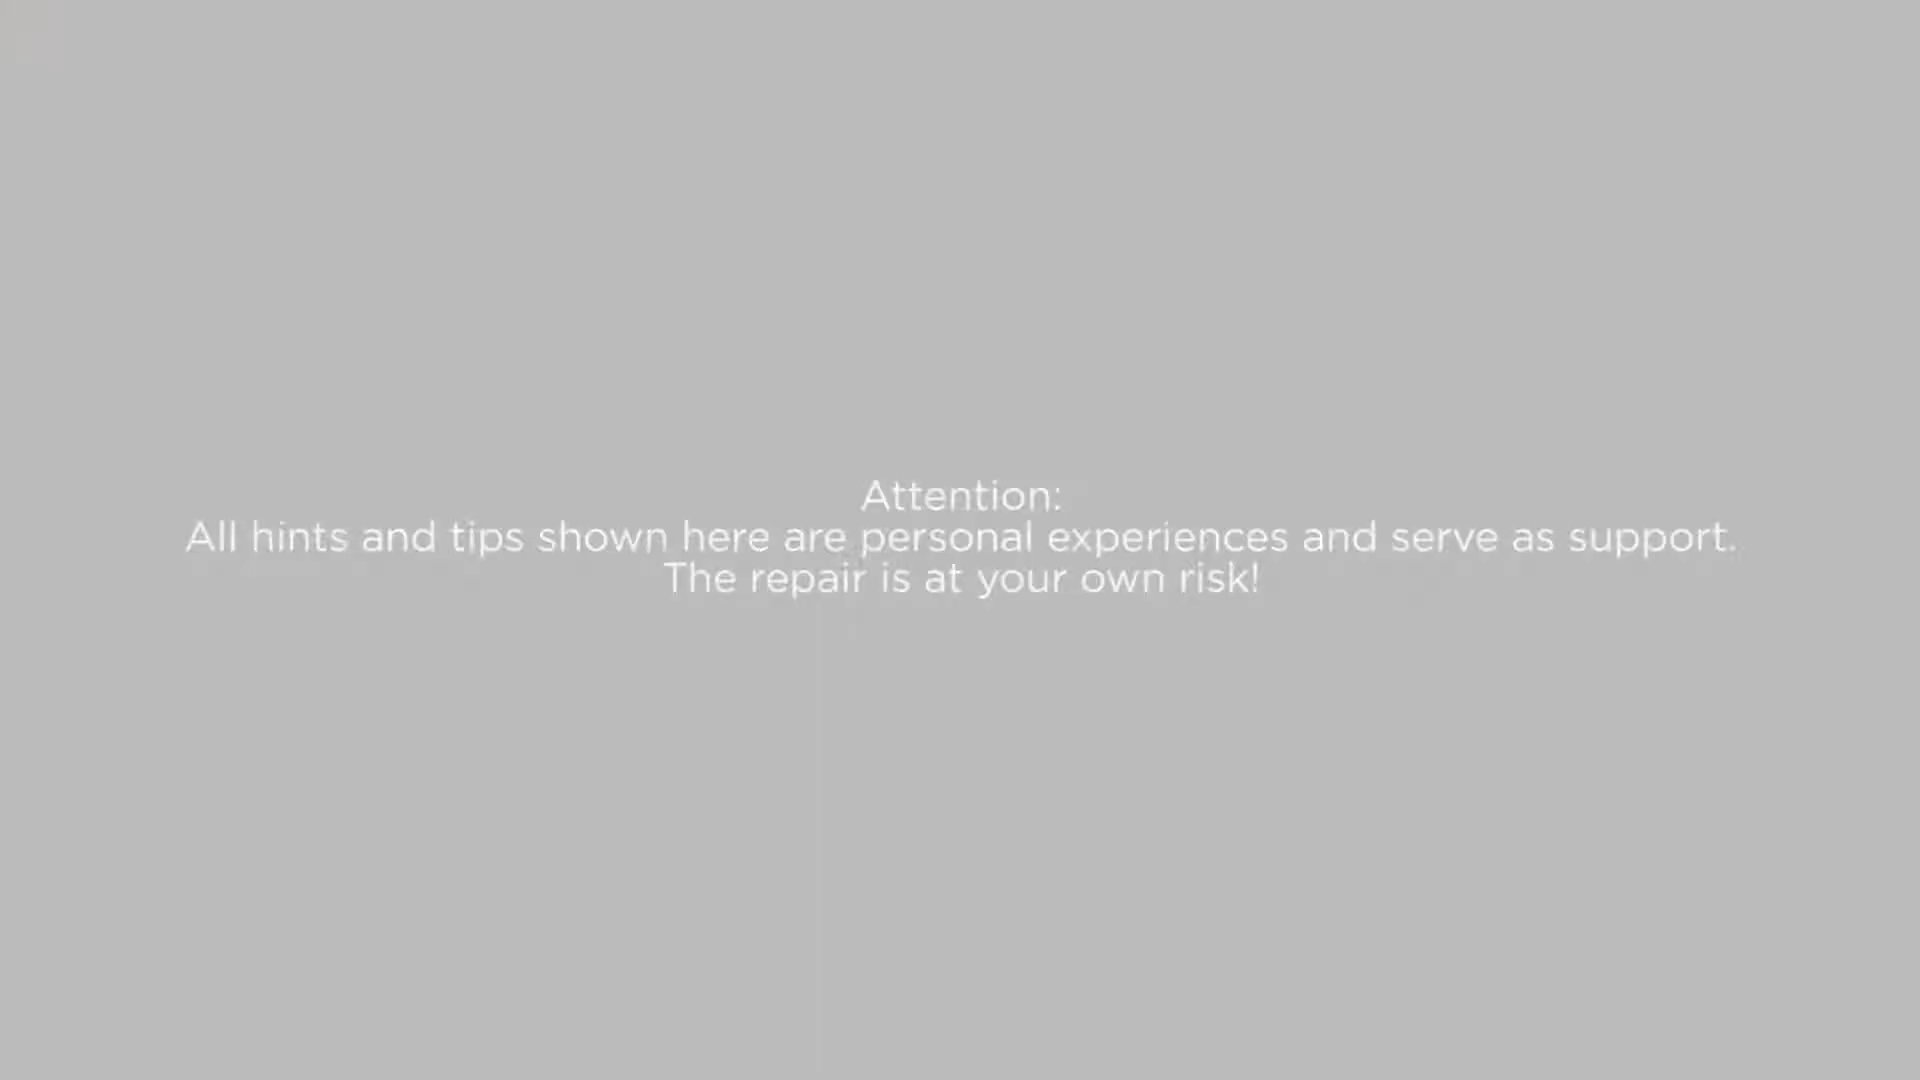 Attention:
All hints and tips shown here are personal experiences and serve as support.
The repair is at your own risk!